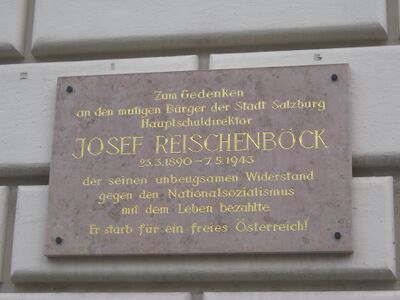 Zum Gedenken
an den mutigen Bürger der Stadt Salzburg
Hauptschuldirektor
JOSEF REISCHENBÖCK
23.3.1890 – 7.5.1943
der seinen unbeugsamen Widerstand
gegen den Nationalsozialismus
mit dem Leben bezahlte
Er starb für ein freies Österreich!